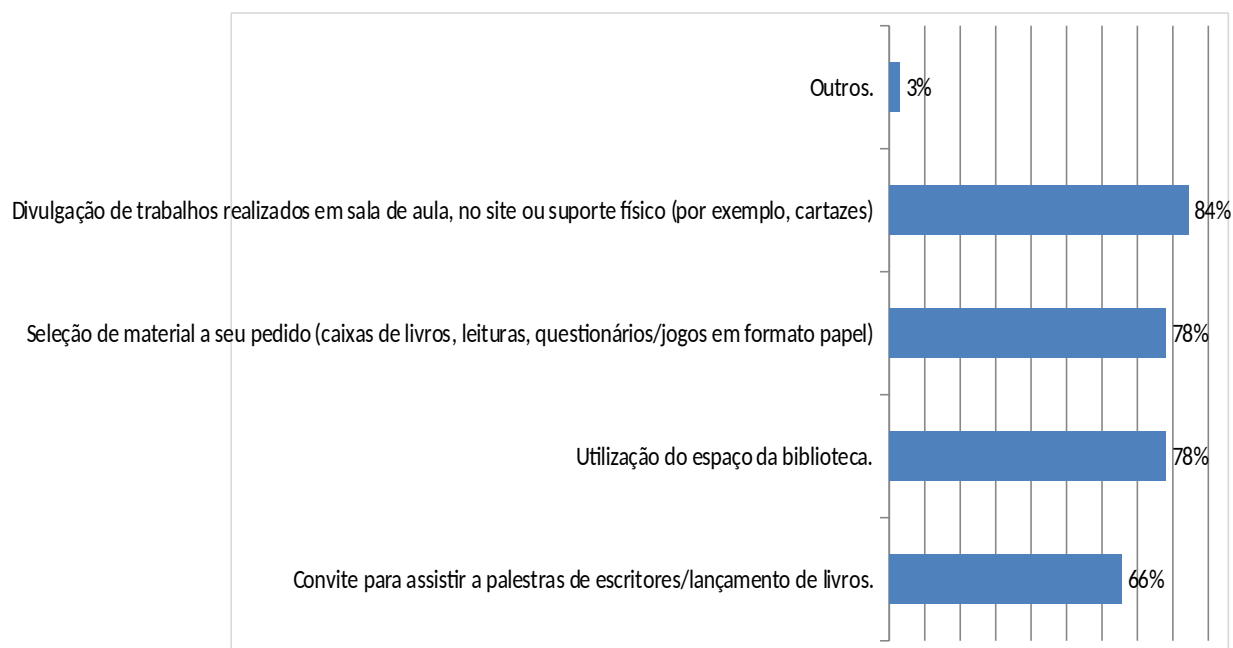 Outros. 3%
Divulgação de trabalhos realizados em sala de aula, no site ou suporte físico (por exemplo, cartazes) 84%
Seleção de material a seu pedido (caixas de livros, leituras, questionários/jogos em formato papel) 78%
Utilização do espaço da biblioteca. 78%
Convite para assistir a palestras de escritores/lançamento de livros. 66%